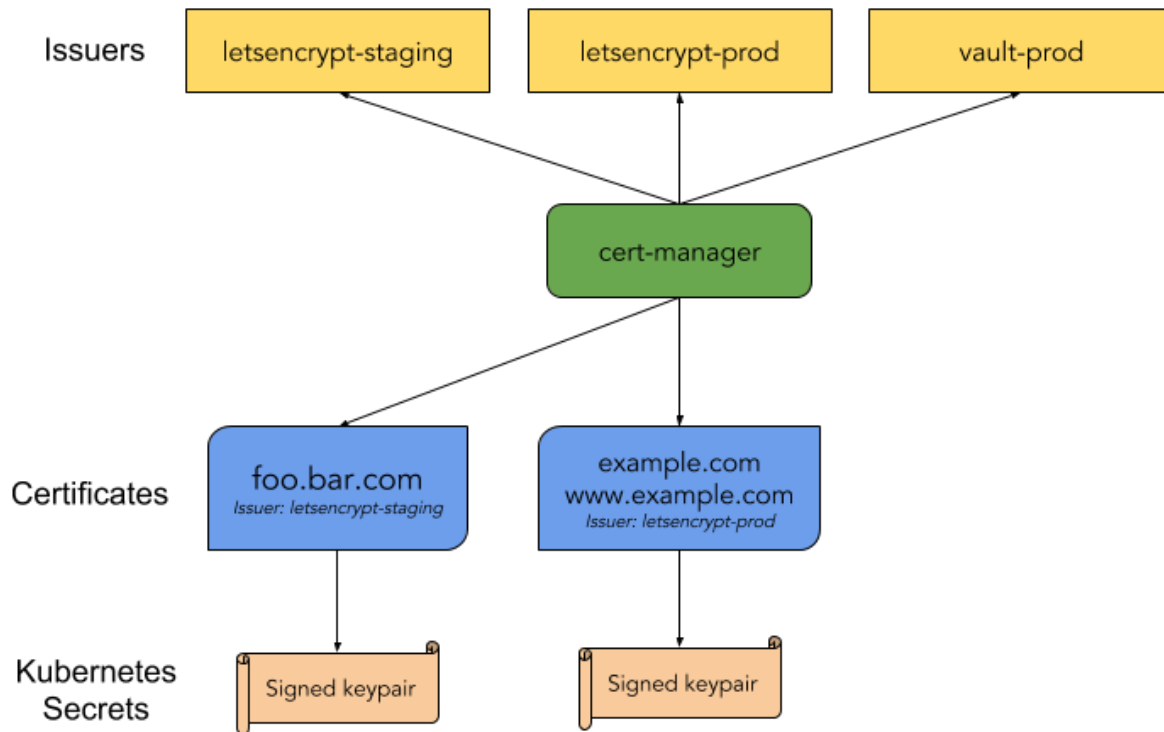 Issuers
letsencrypt-staging
letsencrypt-prod
vault-prod
cert-manager
Certificates
foo.bar.com
Issuer: letsencrypt-staging
example.com
www.example.com
Issuer: letsencrypt-prod
Kubernetes
Secrets
Signed keypair
Signed keypair